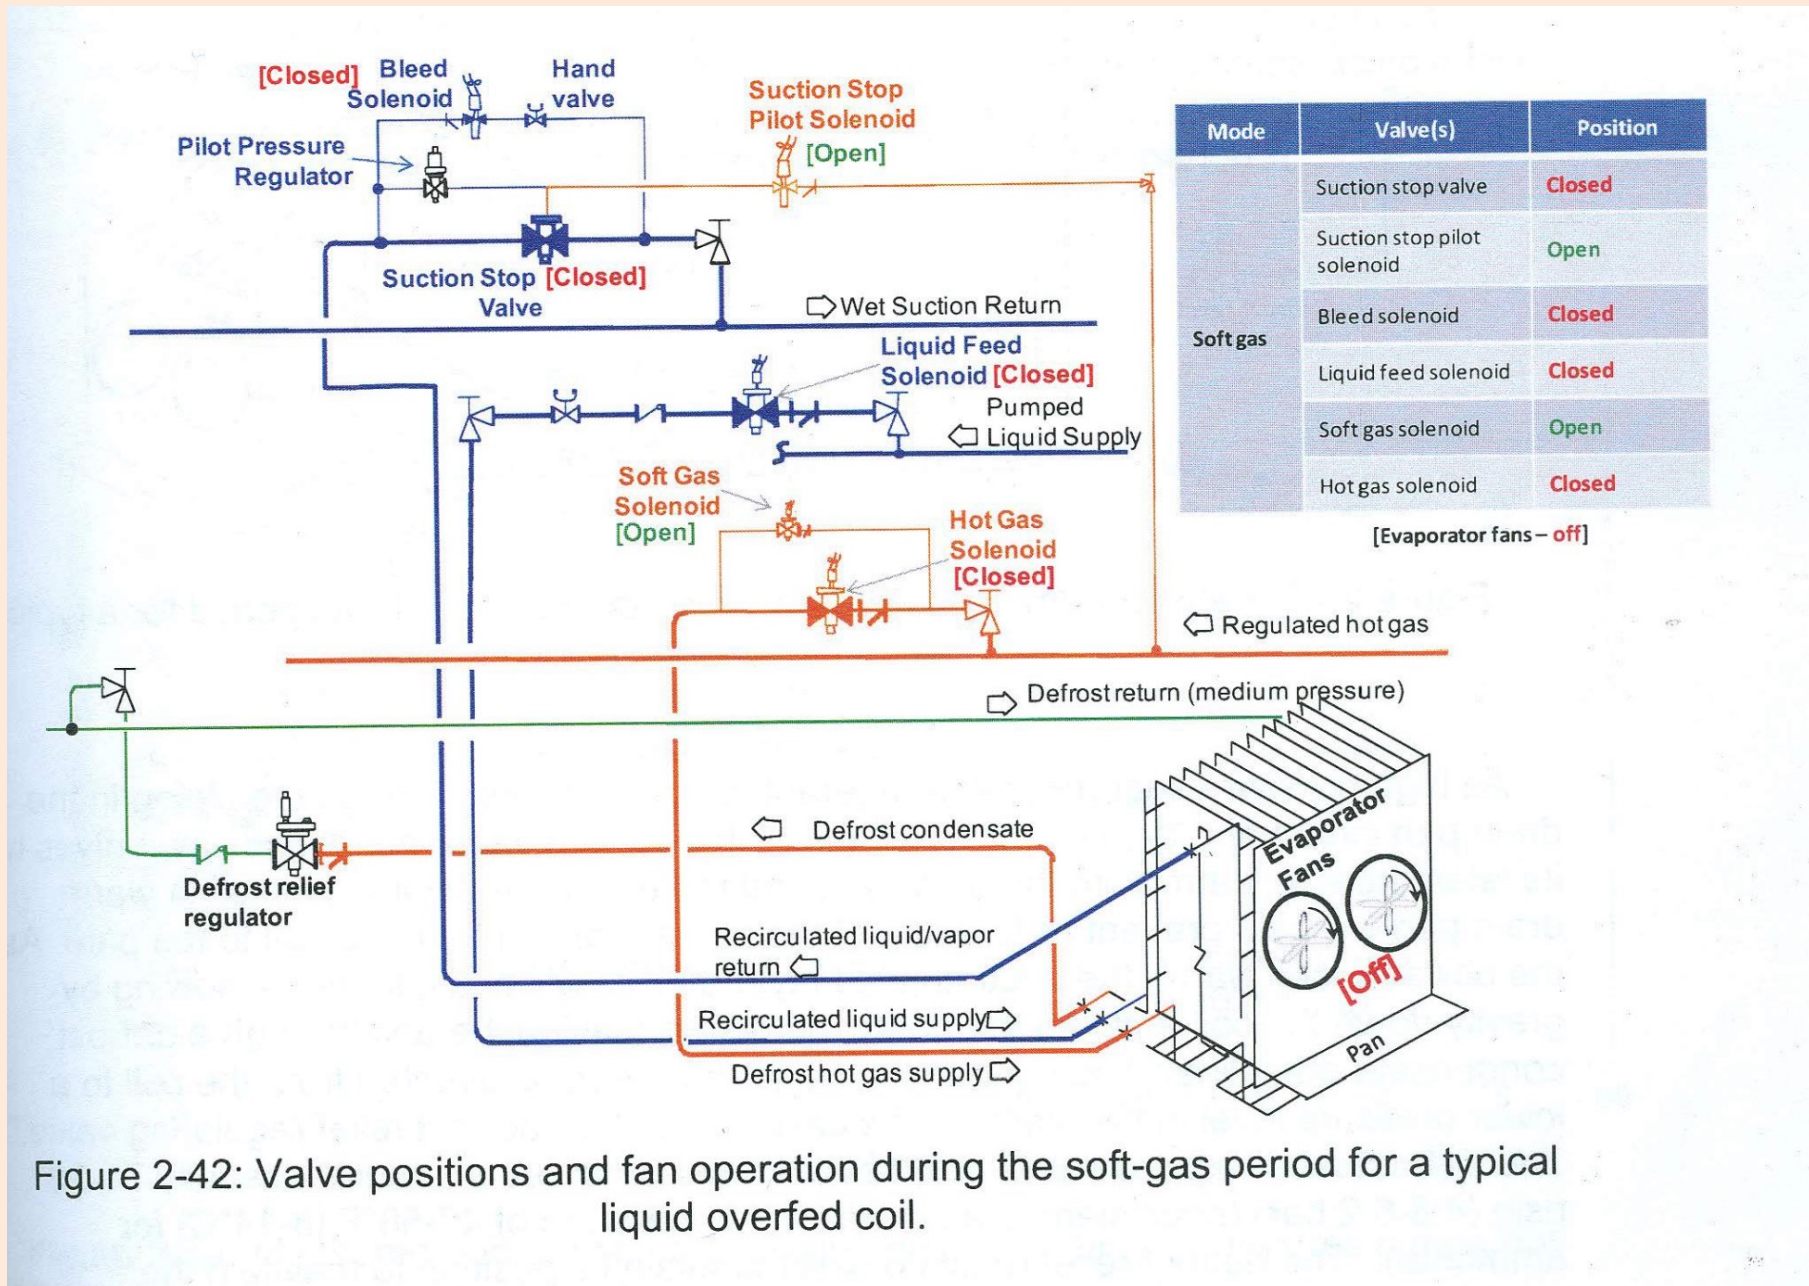 [Closed] Bleed Solenoid
Hand valve
Suction Stop
Pilot Solenoid
[Open]
Pilot Pressure
Regulator
Suction Stop [Closed]
Valve
Wet Suction Return
Liquid Feed
Solenoid [Closed]
Pumped
Liquid Supply
Soft Gas
Solenoid
[Open]
Hot Gas
Solenoid
[Closed]
Regulated hot gas
Defrost return (medium pressure)
Defrost condensate
Defrost relief
regulator
Recirculated liquid/vapor
return
Recirculated liquid supply
Defrost hot gas supply
Evaporator
Fans
[Off]
Pan
Mode Valve(s) Position
Soft gas
Suction stop valve Closed
Suction stop pilot
solenoid Open
Bleed solenoid Closed
Liquid feed solenoid Closed
Soft gas solenoid Open
Hot gas solenoid Closed
[Evaporator fans – off]
Figure 2-42: Valve positions and fan operation during the soft-gas period for a typical
liquid overfed coil.